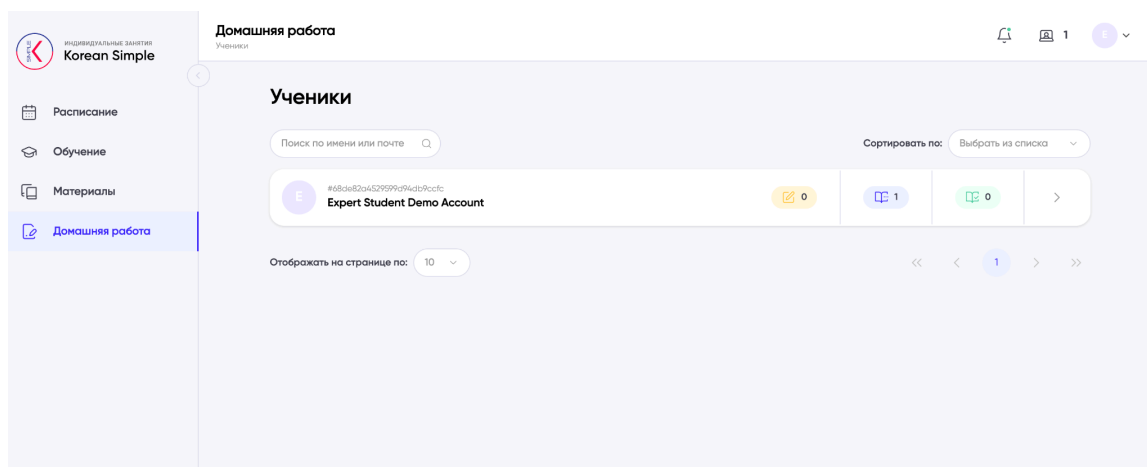 SIMPLE
ИНДИВИДУАЛЬНЫЕ ЗАНЯТИЯ
Korean Simple
Домашняя работа
Ученики
1
E
Расписание
Обучение
Материалы
Домашняя работа
Ученики
Поиск по имени или почте
Сортировать по:
Выбрать из списка
E
#68de82a4529599d94db9ccfc
Expert Student Demo Account
0
1
0
Отображать на странице по:
10
1